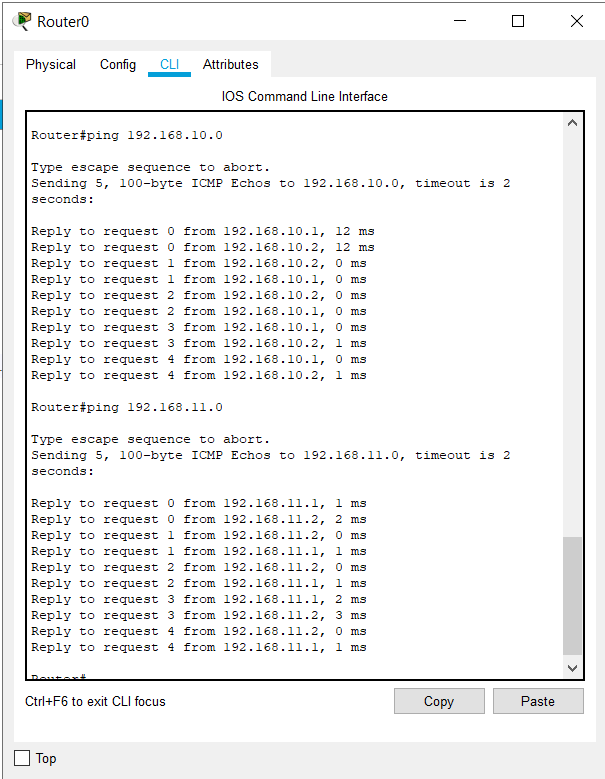 Router0
Physical Config CLI Attributes
IOS Command Line Interface
Router#ping 192.168.10.0
Type escape sequence to abort.
Sending 5, 100-byte ICMP Echos to 192.168.10.0, timeout is 2
seconds:
Reply to request 0 from 192.168.10.1, 12 ms
Reply to request 0 from 192.168.10.2, 12 ms
Reply to request 1 from 192.168.10.2, 0 ms
Reply to request 1 from 192.168.10.1, 0 ms
Reply to request 2 from 192.168.10.2, 0 ms
Reply to request 2 from 192.168.10.1, 0 ms
Reply to request 3 from 192.168.10.1, 0 ms
Reply to request 3 from 192.168.10.2, 1 ms
Reply to request 4 from 192.168.10.1, 0 ms
Reply to request 4 from 192.168.10.2, 1 ms
Router#ping 192.168.11.0
Type escape sequence to abort.
Sending 5, 100-byte ICMP Echos to 192.168.11.0, timeout is 2
seconds:
Reply to request 0 from 192.168.11.1, 1 ms
Reply to request 0 from 192.168.11.2, 2 ms
Reply to request 1 from 192.168.11.2, 0 ms
Reply to request 1 from 192.168.11.1, 1 ms
Reply to request 2 from 192.168.11.2, 0 ms
Reply to request 2 from 192.168.11.1, 1 ms
Reply to request 3 from 192.168.11.1, 2 ms
Reply to request 3 from 192.168.11.2, 3 ms
Reply to request 4 from 192.168.11.2, 0 ms
Reply to request 4 from 192.168.11.1, 1 ms
Router#
Ctrl+F6 to exit CLI focus
Copy Paste
Top